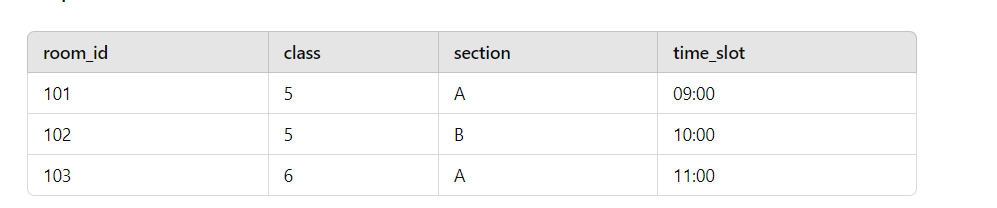 room_id class section time_slot
101 5 A 09:00
102 5 B 10:00
103 6 A 11:00